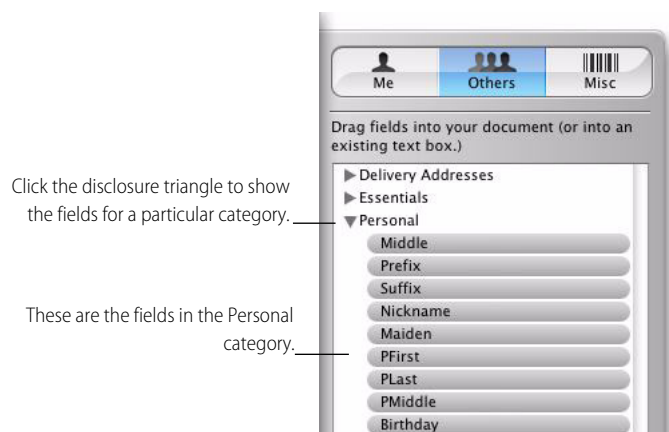 Me
Others
Misc
Drag fields into your document (or into an
existing text box.)
Delivery Addresses
Essentials
Personal
Middle
Prefix
Suffix
Nickname
Maiden
PFirst
PLast
PMiddle
Birthday
Click the disclosure triangle to show
the fields for a particular category.
These are the fields in the Personal
category.